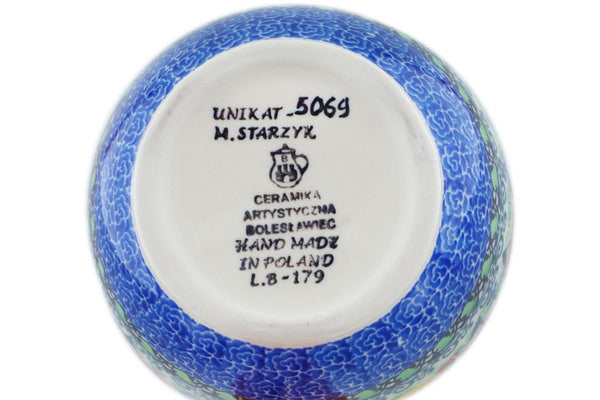 UNIKAT-5069
M.STARZYK
B
CERAMIKA
ARTYSTYCZNA
BOLESŁAWIEC
HAND MADE
IN POLAND
L.8-179